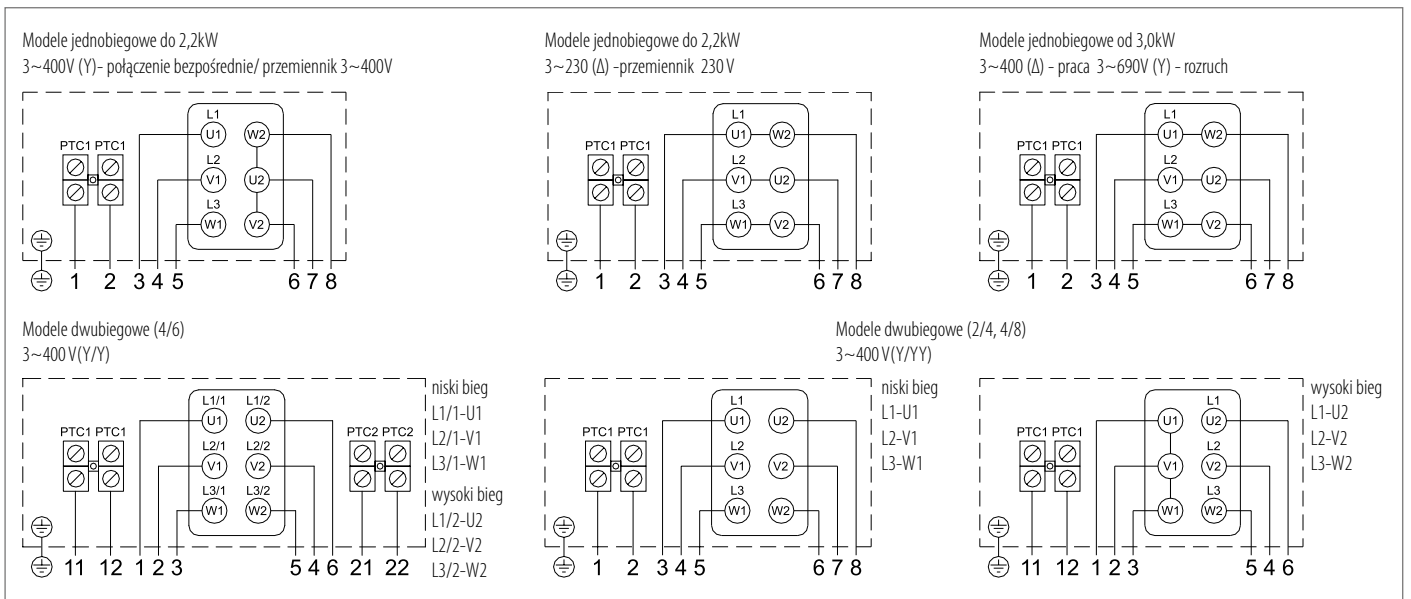 Modele jednobiegowe do 2,2kW
3~400V (Y)- połączenie bezpośrednie/ przemiennik 3~400V
L1
U1 W2
PTC1 PTC1
L2
V1 U2
L3
W1 V2
1 2 3 4 5 6 7 8
Modele jednobiegowe do 2,2kW
3~230 (Δ) -przemiennik 230 V
L1
U1 W2
PTC1 PTC1
L2
V1 U2
L3
W1 V2
1 2 3 4 5 6 7 8
Modele jednobiegowe od 3,0kW
3~400 (Δ) - praca 3~690V (Y) - rozruch
L1
U1 W2
PTC1 PTC1
L2
V1 U2
L3
W1 V2
1 2 3 4 5 6 7 8
Modele dwubiegowe (4/6)
3~400 V(Y/Y)
L1/1 L1/2
U1 U2
PTC1 PTC1
L2/1 L2/2
PTC2 PTC2
V1 V2
L3/1 L3/2
W1 W2
11 12 1 2 3 5 4 6 21 22
niski bieg
L1/1-U1
L2/1-V1
L3/1-W1
wysoki bieg
L1/2-U2
L2/2-V2
L3/2-W2
Modele dwubiegowe (2/4, 4/8)
3~400 V(Y/YY)
L1
U1 U2
PTC1 PTC1
L2
V1 V2
L3
W1 W2
1 2 3 4 5 6 7 8
niski bieg
L1-U1
L2-V1
L3-W1
L1
U1 U2
PTC1 PTC1
L2
V1 V2
L3
W1 W2
11 12 1 2 3 5 4 6
wysoki bieg
L1-U2
L2-V2
L3-W2